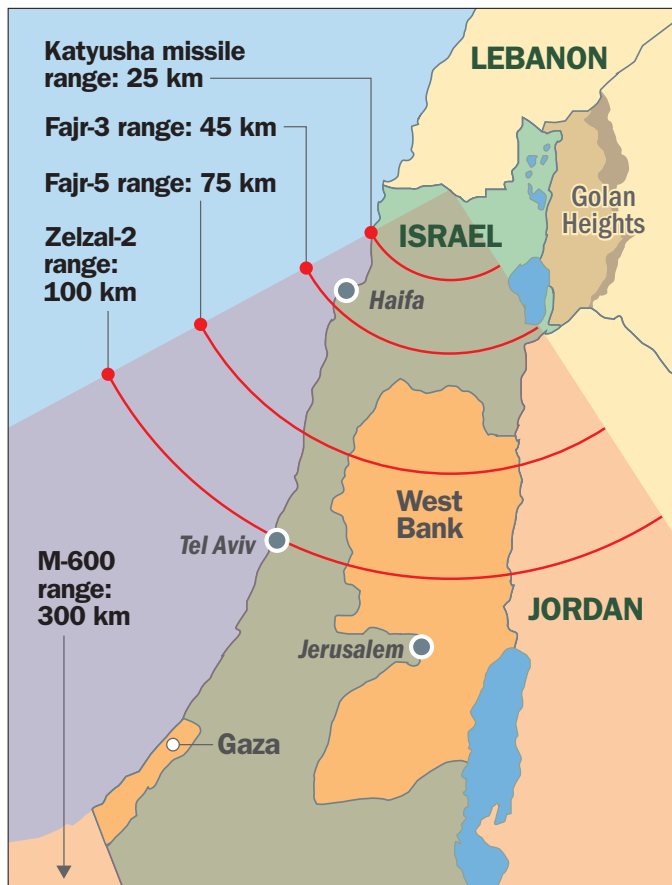 Katyusha missile
range: 25 km
LEBANON
Fajr-3 range: 45 km
Fajr-5 range: 75 km
Golan
Heights
Zelzal-2
range:
100 km
ISRAEL
Haifa
West
Bank
Tel Aviv
M-600
range:
300 km
JORDAN
Jerusalem
Gaza